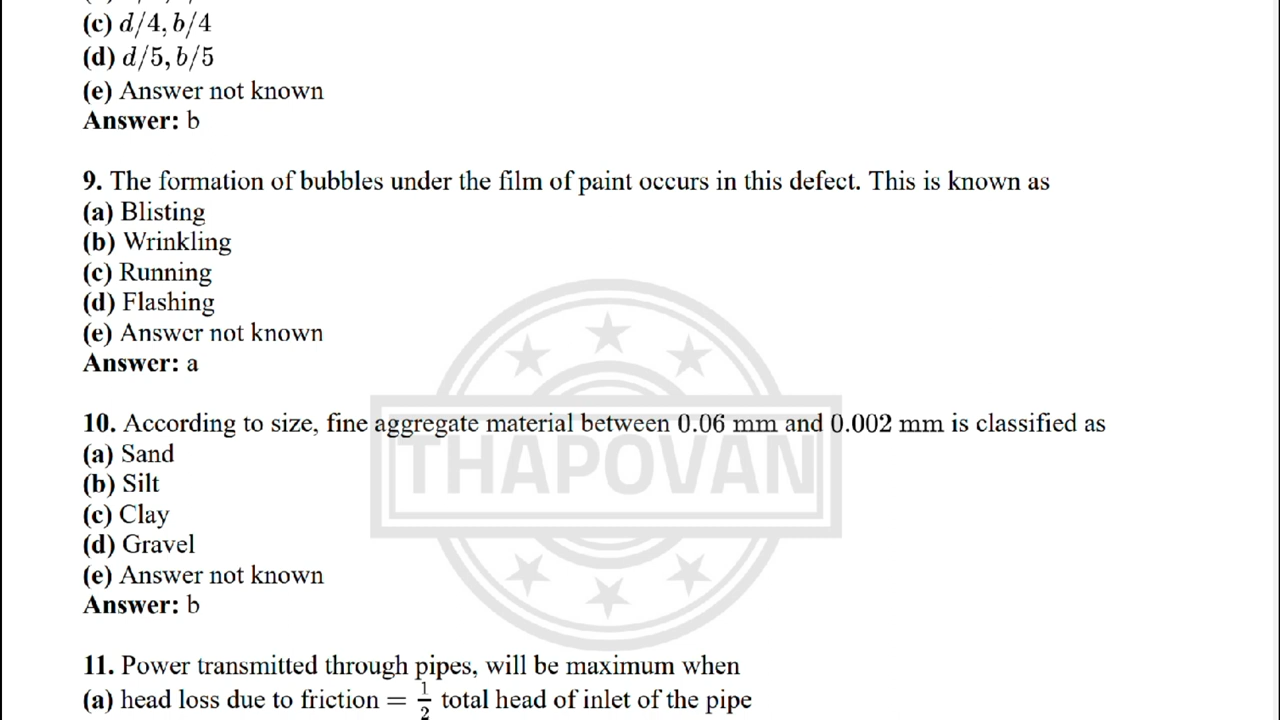 (c) d/4, b/4
(d) d/5, b/5
(e) Answer not known
Answer: b
9. The formation of bubbles under the film of paint occurs in this defect. This is known as
(a) Blisting
(b) Wrinkling
(c) Running
(d) Flashing
(e) Answer not known
Answer: a
10. According to size, fine aggregate material between 0.06 mm and 0.002 mm is classified as
(a) Sand
(b) Silt
(c) Clay
(d) Gravel
(e) Answer not known
Answer: b
THAPOVAN
11. Power transmitted through pipes, will be maximum when
(a) head loss due to friction = 1/2 total head of inlet of the pipe